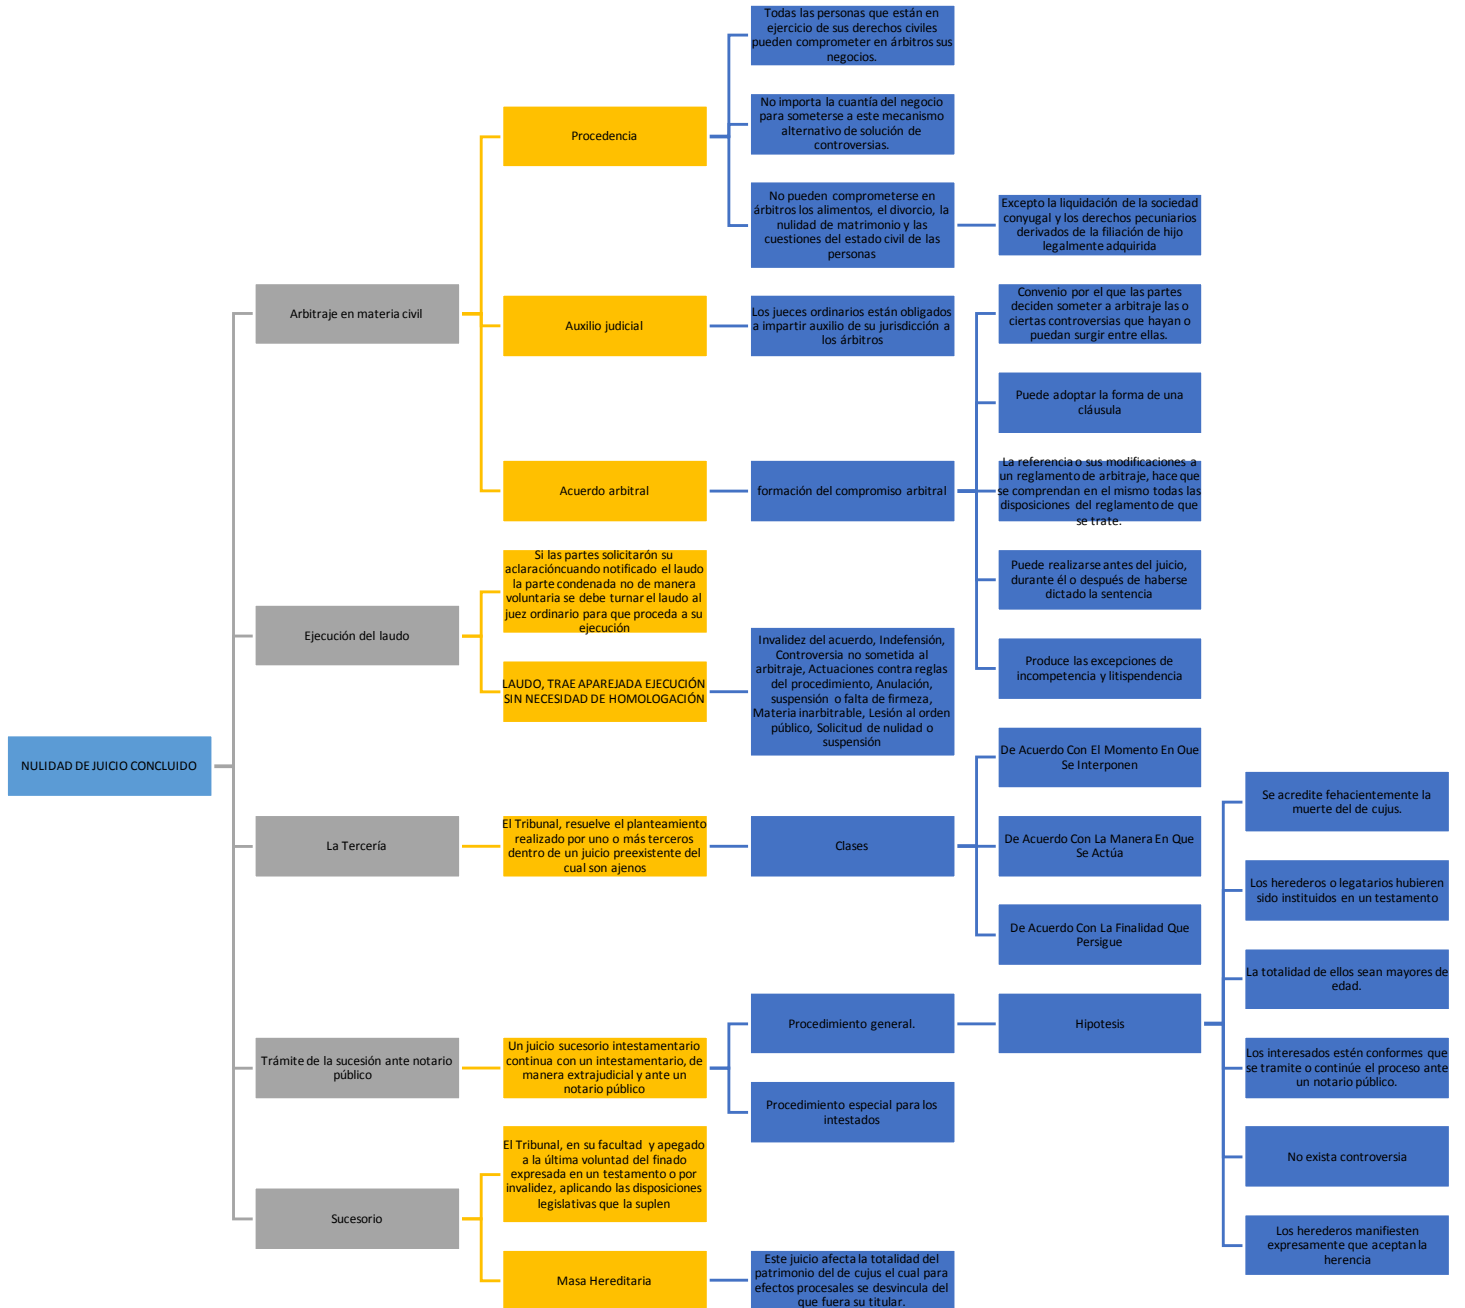 NULIDAD DE JUICIO CONCLUIDO
Arbitraje en materia civil
Procedencia
Todas las personas que están en
ejercicio de sus derechos civiles
pueden comprometer en árbitros sus
negocios.
No importa la cuantía del negocio
para someterse a este mecanismo
alternativo de solución de
controversias.
No pueden comprometerse en
árbitros los alimentos, el divorcio, la
nulidad de matrimonio y las
cuestiones del estado civil de las
personas
Excepto la liquidación de la sociedad
conyugal y los derechos pecuniarios
derivados de la filiación de hijo
legalmente adquirida
Auxilio judicial
Los jueces ordinarios están obligados
a impartir auxilio de su jurisdicción a
los árbitros
Acuerdo arbitral
formación del compromiso arbitral
Convenio por el que las partes
deciden someter a arbitraje las o
ciertas controversias que hayan o
puedan surgir entre ellas.
Puede adoptar la forma de una
cláusula
La referencia o sus modificaciones a
un reglamento de arbitraje, hace que
se comprendan en el mismo todas las
disposiciones del reglamento de que
se trate.
Puede realizarse antes del juicio,
durante él o después de haberse
dictado la sentencia
Produce las excepciones de
incompetencia y litispendencia
Ejecución del laudo
Si las partes solicitarón su
aclaracióncuando notificado el laudo
la parte condenada no de manera
voluntaria se debe turnar el laudo al
juez ordinario para que proceda a su
ejecución
LAUDO, TRAE APAREJADA EJECUCIÓN
SIN NECESIDAD DE HOMOLOGACIÓN
Invalidez del acuerdo, Indefensión,
Controversia no sometida al
arbitraje, Actuaciones contra reglas
del procedimiento, Anulación,
suspensión o falta de firmeza,
Materia inarbitrable, Lesión al orden
público, Solicitud de nulidad o
suspensión
La Tercería
El Tribunal, resuelve el planteamiento
realizado por uno o más terceros
dentro de un juicio preexistente del
cual son ajenos
Clases
De Acuerdo Con El Momento En Que
Se Interponen
De Acuerdo Con La Manera En Que
Se Actúa
De Acuerdo Con La Finalidad Que
Persigue
Trámite de la sucesión ante notario
público
Un juicio sucesorio intestamentario
continua con un intestamentario, de
manera extrajudicial y ante un
notario público
Procedimiento general.
Hipotesis
Se acredite fehacientemente la
muerte del de cujus.
Los herederos o legatarios hubieren
sido instituidos en un testamento
La totalidad de ellos sean mayores de
edad.
Los interesados estén conformes que
se tramite o continúe el proceso ante
un notario público.
No exista controversia
Los herederos manifiesten
expresamente que aceptan la
herencia
Procedimiento especial para los
intestados
Sucesorio
El Tribunal, en su facultad y apegado
a la última voluntad del finado
expresada en un testamento o por
invalidez, aplicando las disposiciones
legislativas que la suplen
Masa Hereditaria
Este juicio afecta la totalidad del
patrimonio del de cujus el cual para
efectos procesales se desvincula del
que fuera su titular.